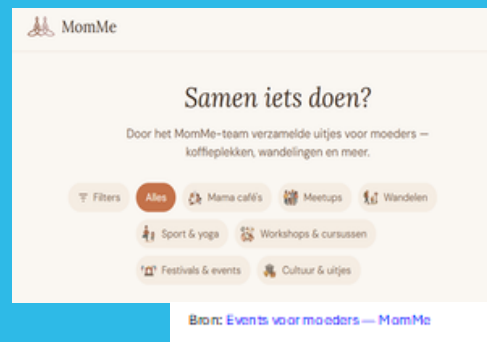 MomMe
Samen iets doen?
Door het MomMe-team verzamelde uitjes voor moeders —
koffieplekken, wandelingen en meer.
Filters Alles Mama café's Meetups Wandelen
Sport & yoga Workshops & cursussen
Festivals & events Cultuur & uitjes
Bron: Events voor moeders — MomMe